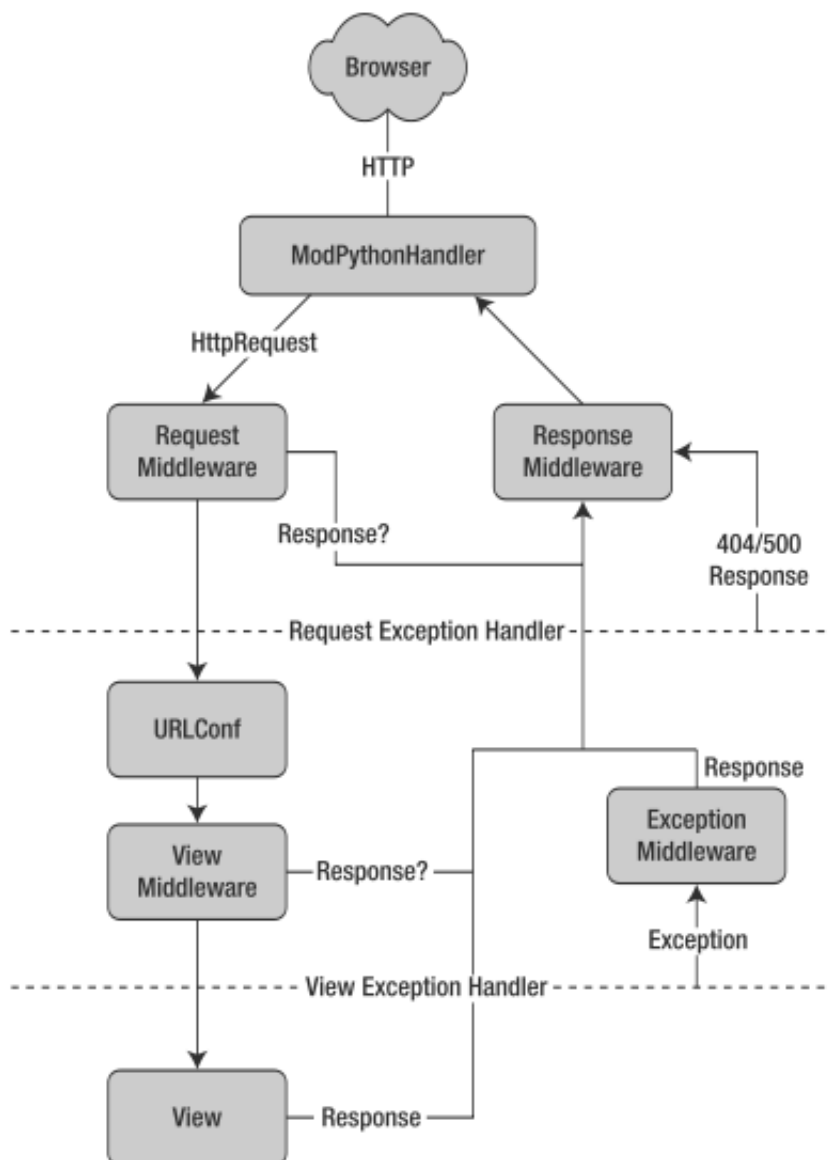 Browser
HTTP
ModPythonHandler
HttpRequest
Request
Middleware
Response
Middleware
Response?
404/500
Response
Request Exception Handler
URLConf
Response
View
Middleware
Response?
Exception
Middleware
Exception
View Exception Handler
View
Response